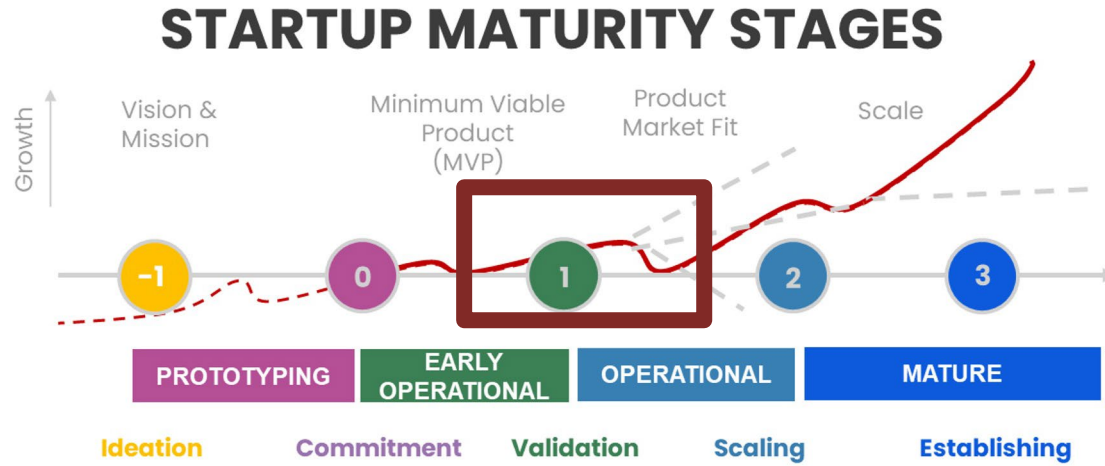 STARTUP MATURITY STAGES
Growth
Vision &
Mission
Minimum Viable
Product
(MVP)
Product
Market Fit
Scale
-1
0
1
2
3
PROTOTYPING
EARLY
OPERATIONAL
OPERATIONAL
MATURE
Ideation
Commitment
Validation
Scaling
Establishing